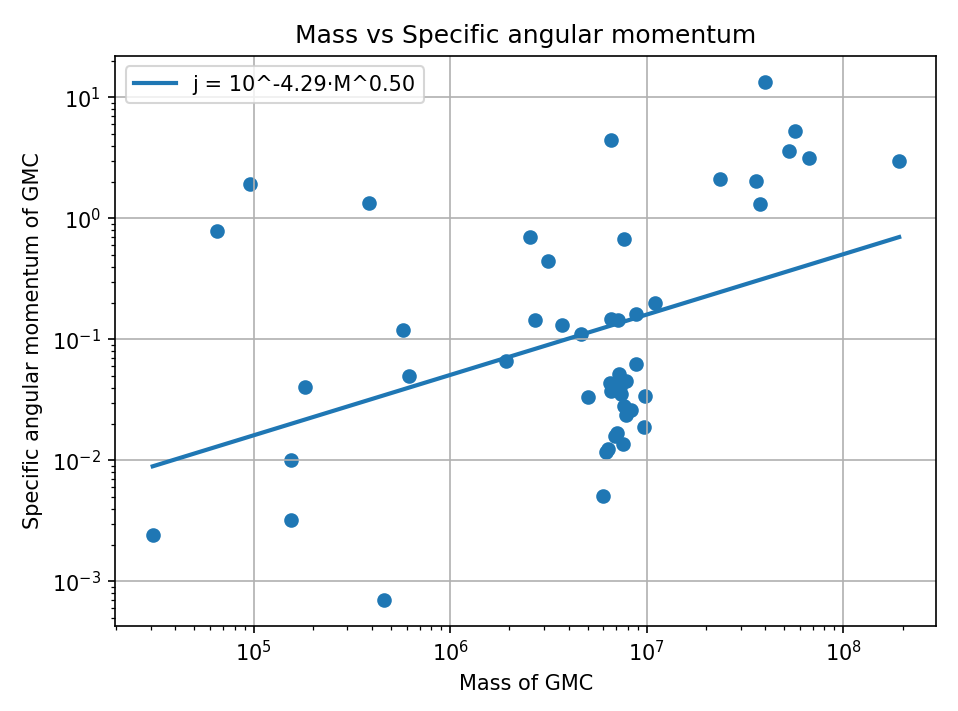 Mass vs Specific angular momentum
j = 10^-4.29·M^0.50
Specific angular momentum of GMC
10¹
10⁰
10⁻¹
10⁻²
10⁻³
10⁵ 10⁶ 10⁷ 10⁸
Mass of GMC